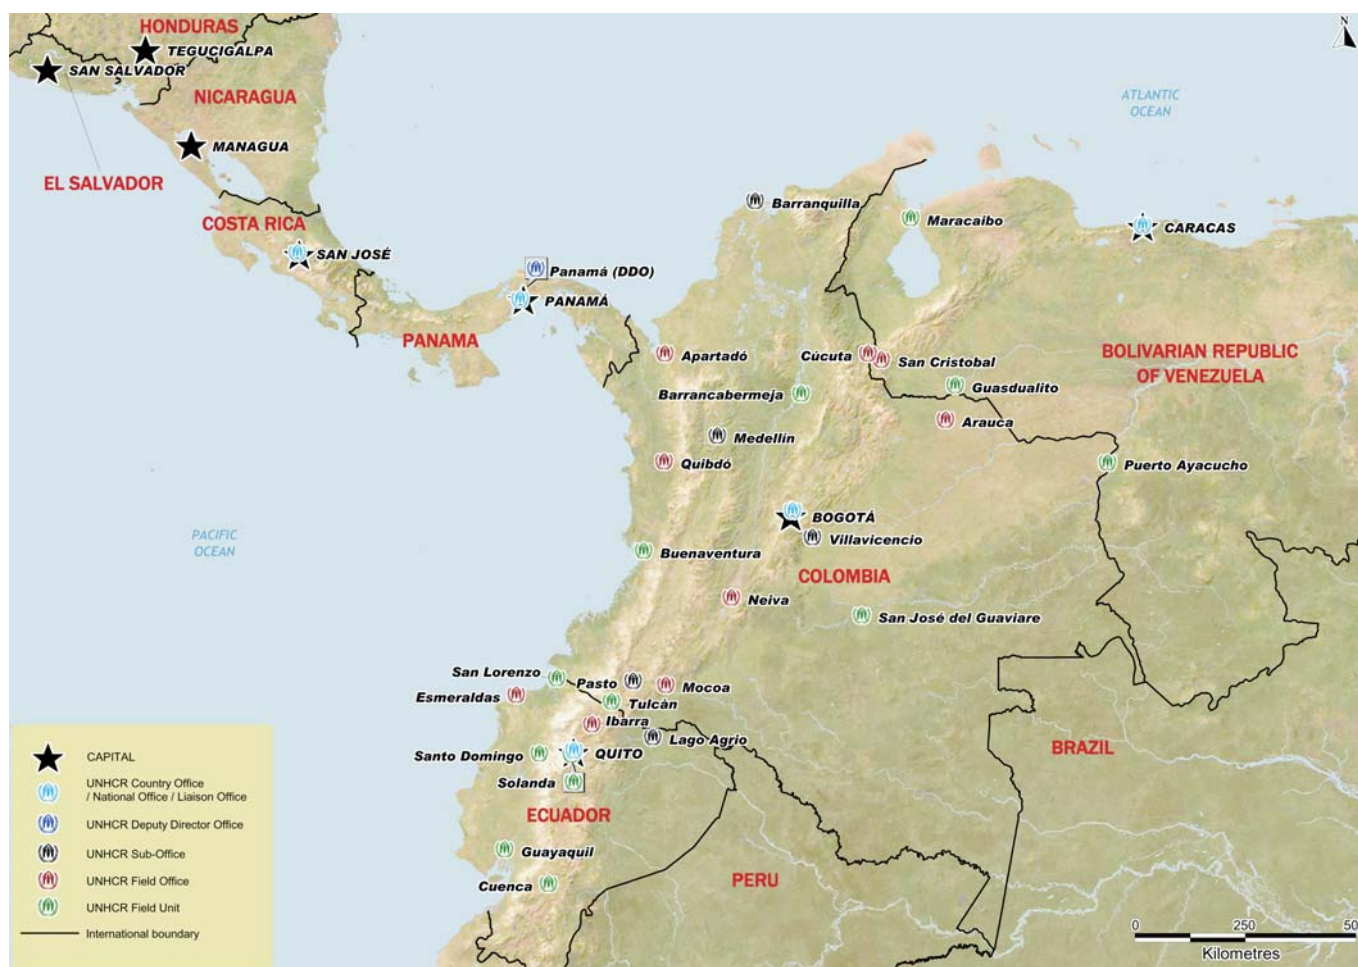 HONDURAS
TEGUCIGALPA
SAN SALVADOR
NICARAGUA
MANAGUA
EL SALVADOR
COSTA RICA
SAN JOSÉ
Panamá (DDO)
PANAMÁ
PANAMA
N
ATLANTIC
OCEAN
Barranquilla
Maracaibo
CARACAS
Apartadó
Cúcuta
San Cristobal
BOLIVARIAN REPUBLIC
OF VENEZUELA
Barrancabermeja
Guasdualito
Arauca
Medellín
Quibdó
Puerto Ayacucho
BOGOTÁ
Villavicencio
PACIFIC
OCEAN
Buenaventura
COLOMBIA
Neiva
San José del Guaviare
San Lorenzo
Pasto
Mocoa
Esmeraldas
Tulcán
Ibarra
Lago Agrio
BRAZIL
Santo Domingo
QUITO
Solanda
ECUADOR
Guayaquil
Cuenca
PERU
CAPITAL
UNHCR Country Office
/ National Office / Liaison Office
UNHCR Deputy Director Office
UNHCR Sub-Office
UNHCR Field Office
UNHCR Field Unit
International boundary
0 250 50
Kilometres